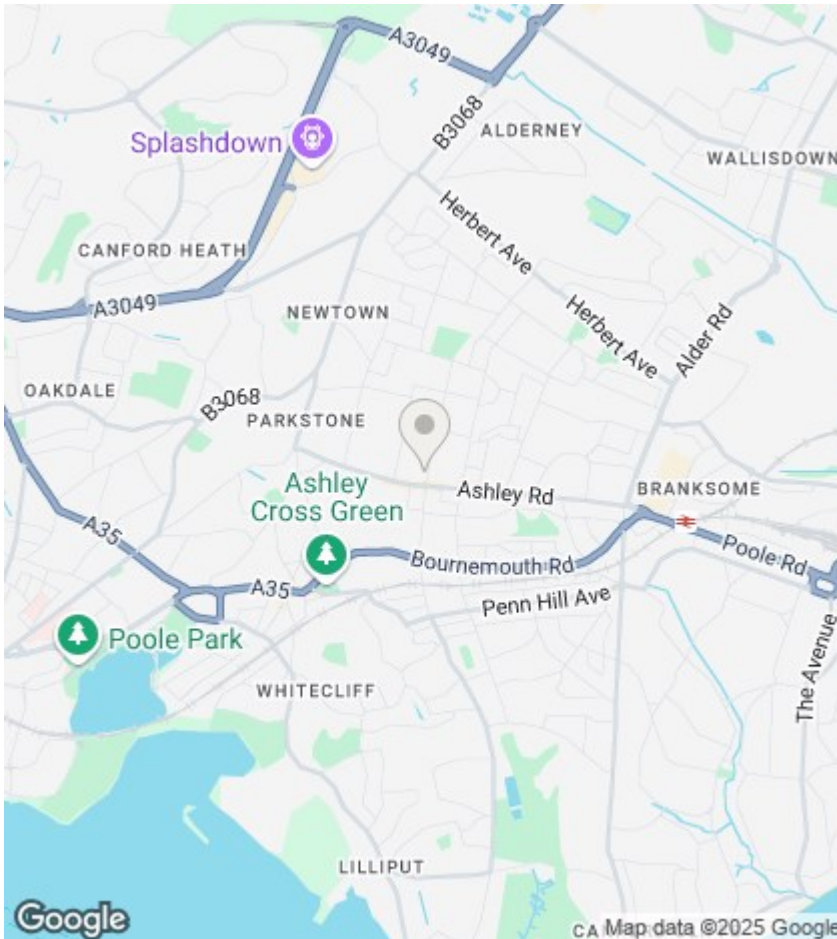 A3049
A3049
B3068
ALDERNEY
Splashdown
WALLISDOWN
Herbert Ave
CANFORD HEATH
A3049
NEWTOWN
Herbert Ave
Alder Rd
OAKDALE
B3068
PARKSTONE
Ashley
Cross Green
Ashley Rd
BRANKSOME
A35
Bournemouth Rd
Poole Rd
A35
Penn Hill Ave
Poole Park
The Avenue
WHITECLIFF
LILLIPUT
Google
CA
Map data ©2025 Google